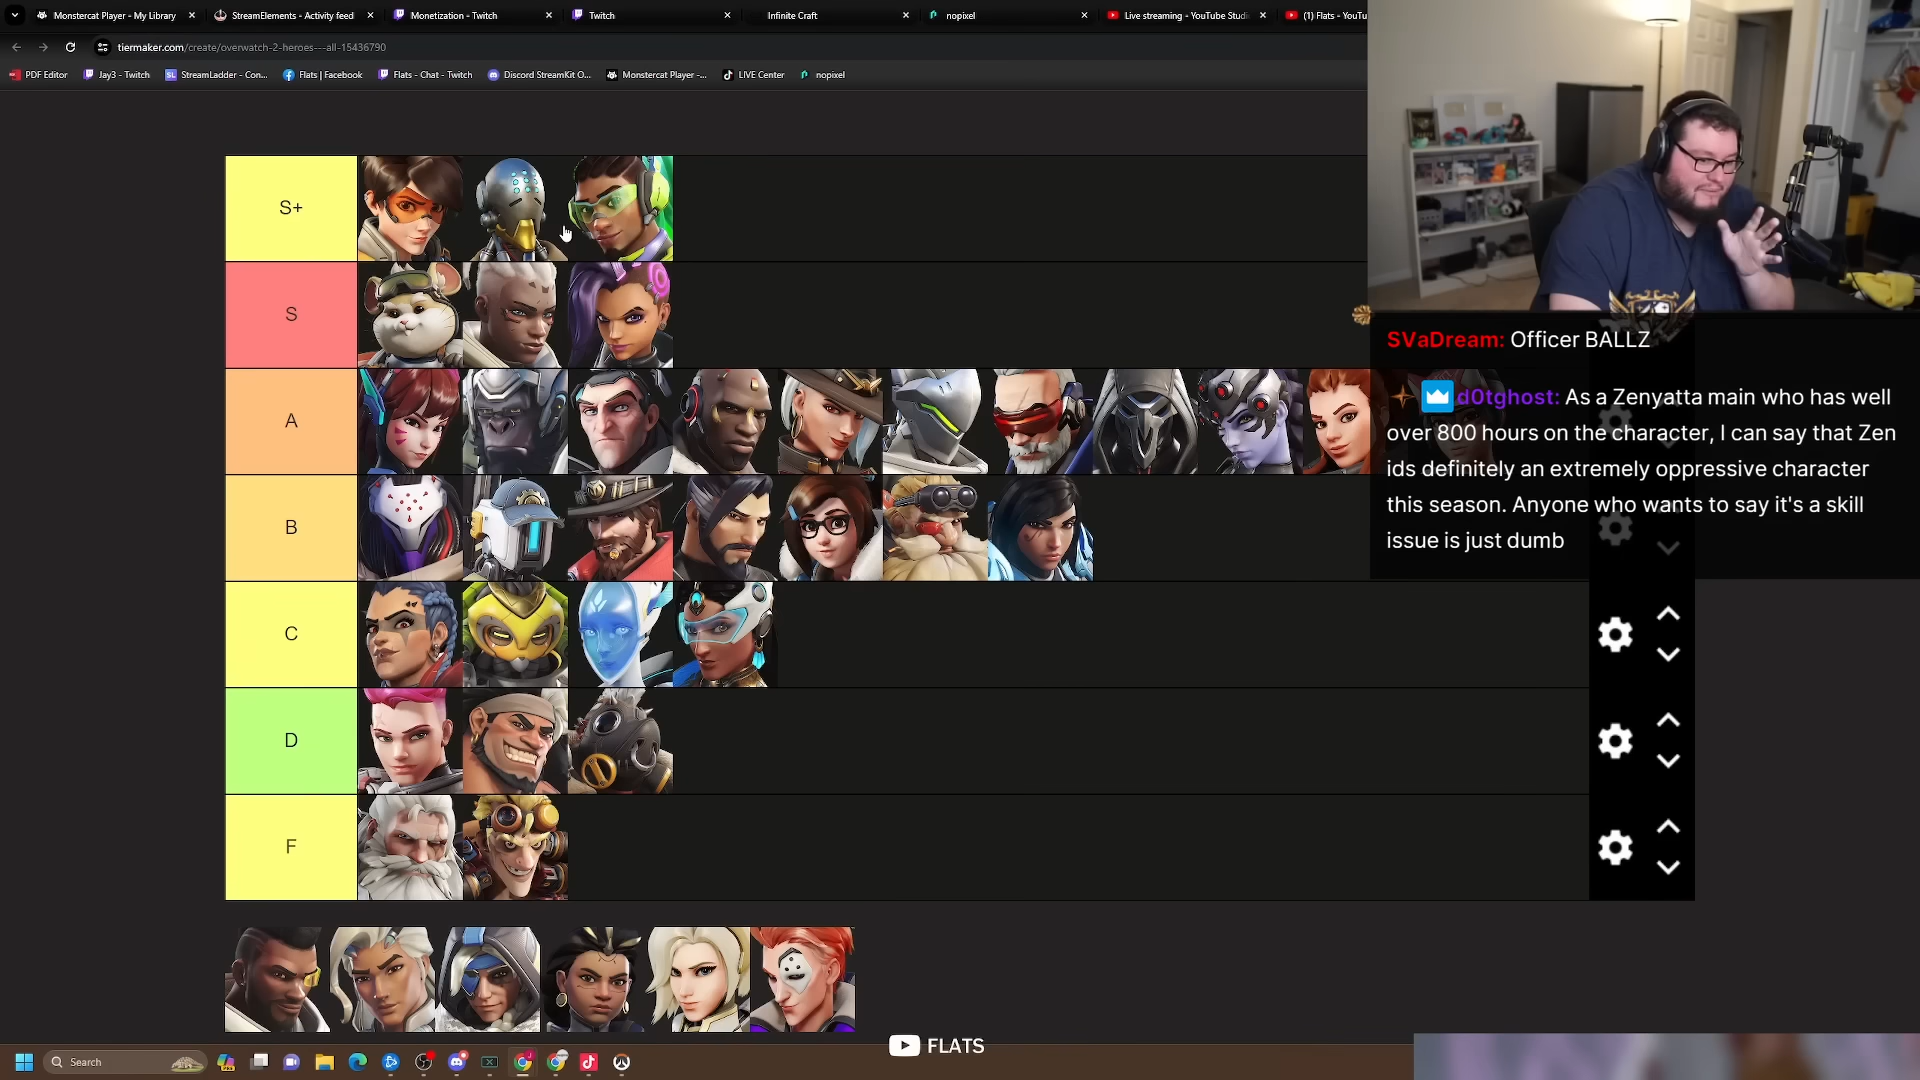 Monstercat Player - My Library
StreamElements - Activity feed
Monetization - Twitch
Twitch
Infinite Craft
nopixel
Live streaming - YouTube Studi
(1) Flats - YouTu
tiermaker.com/create/overwatch-2-heroes---all-15436790
PDF Editor
Jay3 - Twitch
StreamLadder - Con...
Flats | Facebook
Flats - Chat - Twitch
Discord StreamKit O...
Monstercat Player -...
LIVE Center
nopixel
S+
S
A
B
C
D
F
SVaDream: Officer BALLZ
d0tghost: As a Zenyatta main who has well
over 800 hours on the character, I can say that Zen
ids definitely an extremely oppressive character
this season. Anyone who wants to say it's a skill
issue is just dumb
FLATS
Search